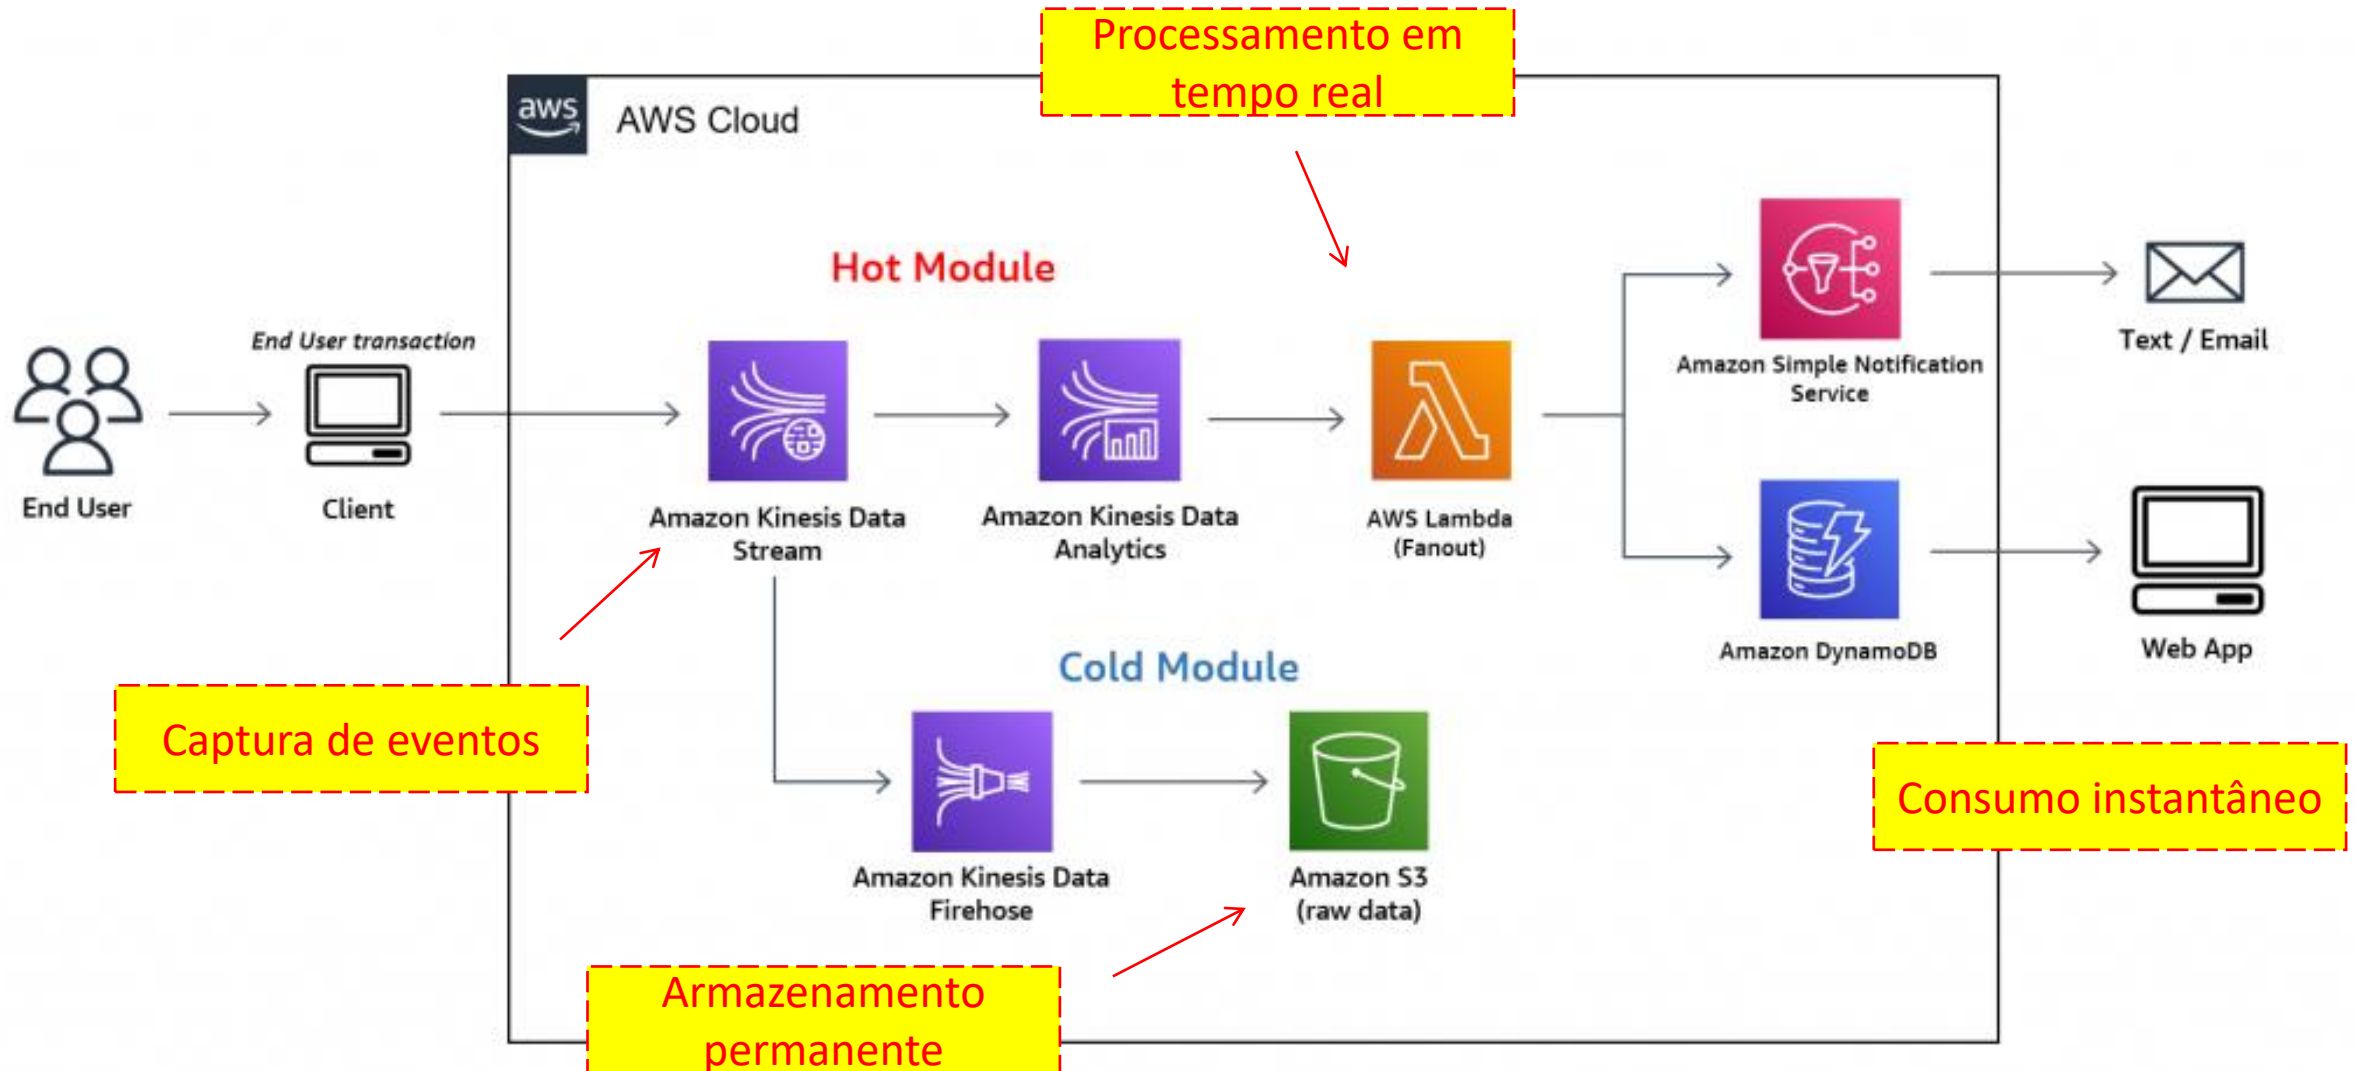 Processamento em
tempo real
aws
AWS Cloud
Hot Module
End User transaction
End User
Client
Amazon Kinesis Data
Stream
Amazon Kinesis Data
Analytics
AWS Lambda
(Fanout)
Amazon Simple Notification
Service
Text / Email
Amazon DynamoDB
Web App
Cold Module
Captura de eventos
Consumo instantâneo
Amazon Kinesis Data
Firehose
Amazon S3
(raw data)
Armazenamento
permanente